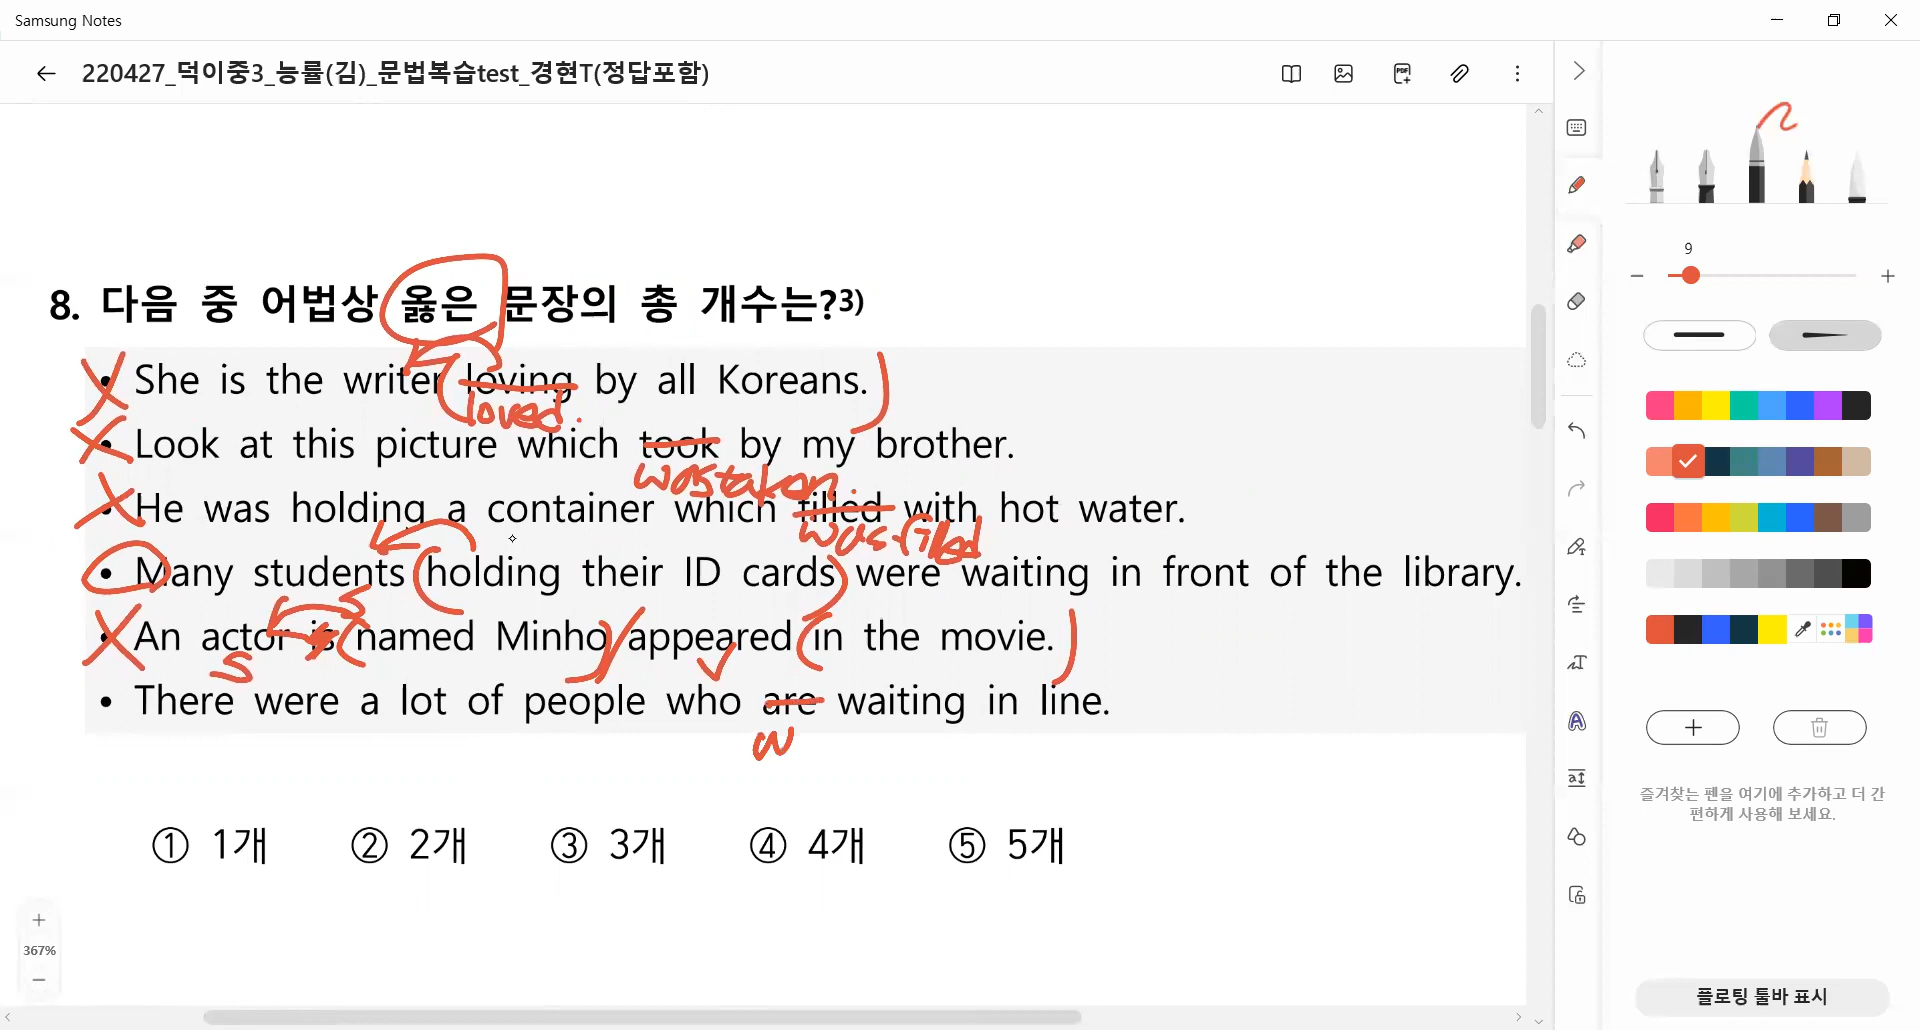 Samsung Notes
220427_덕이중3_능률(김)_문법복습test_경현T(정답포함)
9
8. 다음 중 어법상 옳은 문장의 총 개수는?3)
• She is the writer loving by all Koreans.
loved.
• Look at this picture which took by my brother.
was taken.
• He was holding a container which filled with hot water.
was filled
• Many students holding their ID cards were waiting in front of the library.
• An actor is named Minho appeared in the movie.
S
• There were a lot of people who are waiting in line.
w
① 1개 ② 2개 ③ 3개 ④ 4개 ⑤ 5개
즐겨찾는 펜을 여기에 추가하고 더 간
편하게 사용해 보세요.
367%
플로팅 툴바 표시